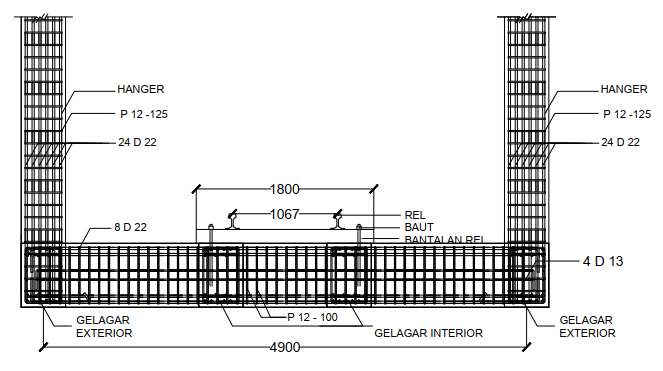 HANGER
HANGER
P 12 -125
P 12 -125
24 D 22
24 D 22
1800
1067
REL
8 D 22
BAUT
BANTALAN REL
4 D 13
P 12 - 100
GELAGAR
EXTERIOR
GELAGAR INTERIOR
GELAGAR
EXTERIOR
4900